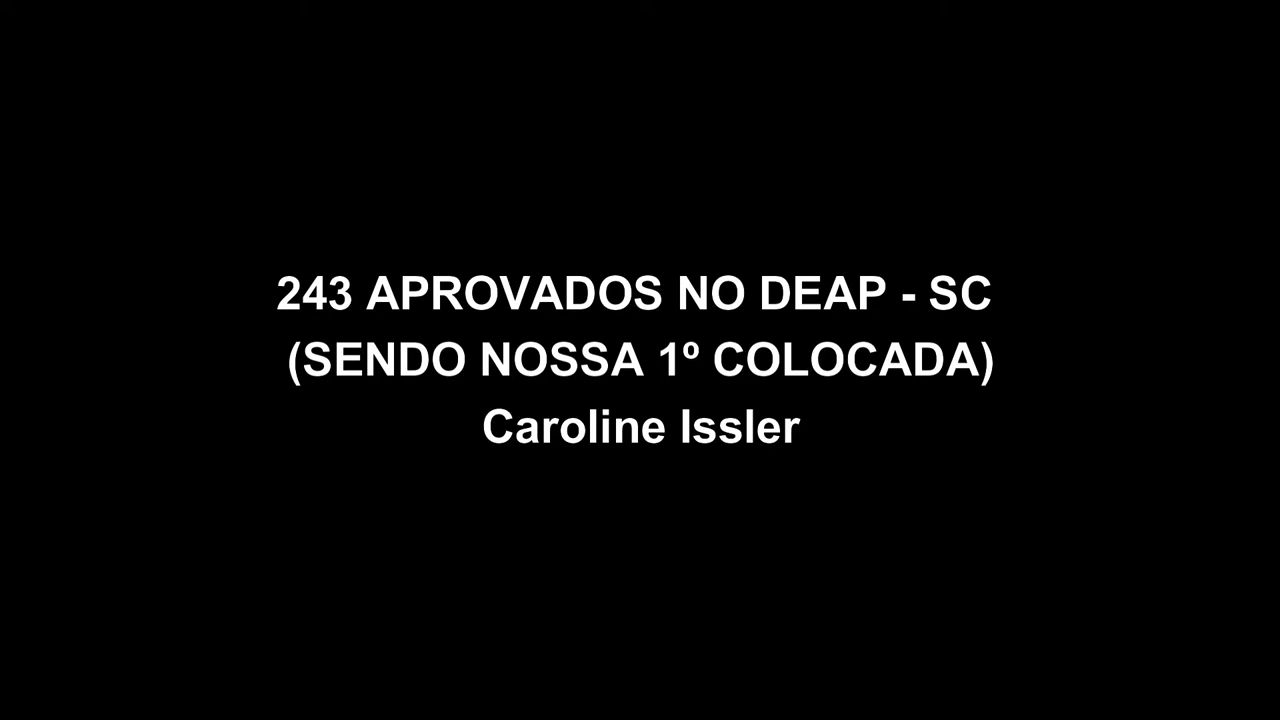 243 APROVADOS NO DEAP - SC
(SENDO NOSSA 1º COLOCADA)
Caroline Issler